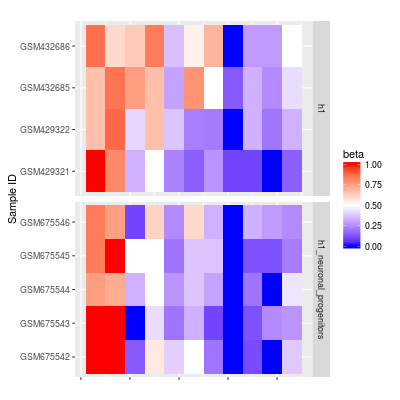 GSM432686
GSM432685
GSM429322
GSM429321
h1
GSM675546
GSM675545
GSM675544
GSM675543
GSM675542
h1_neuronal_progenitors
Sample ID
beta
1.00
0.75
0.50
0.25
0.00